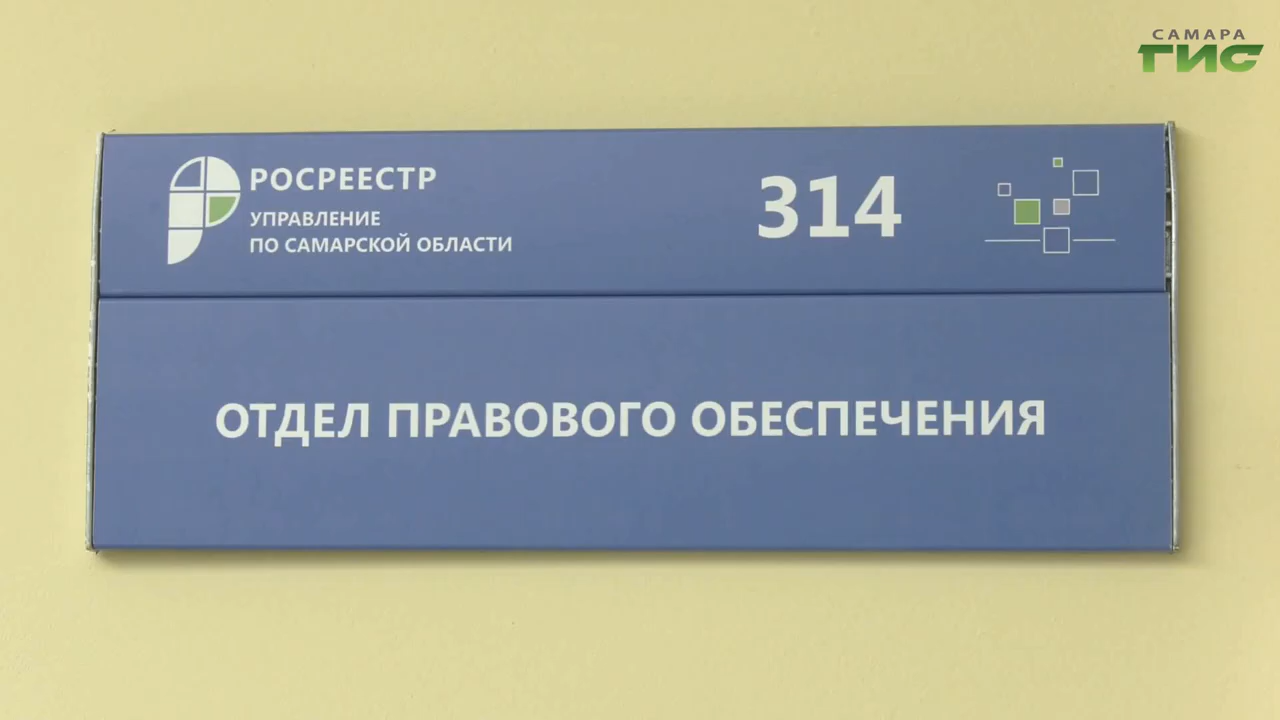 САМАРА
ГИС
РОСРЕЕСТР
УПРАВЛЕНИЕ
ПО САМАРСКОЙ ОБЛАСТИ
314
ОТДЕЛ ПРАВОВОГО ОБЕСПЕЧЕНИЯ